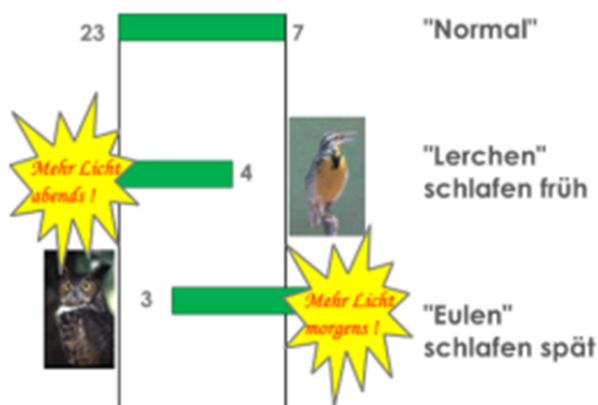 23
7
"Normal"
Mehr Licht
abends !
4
"Lerchen"
schlafen früh
3
Mehr Licht
morgens !
"Eulen"
schlafen spät